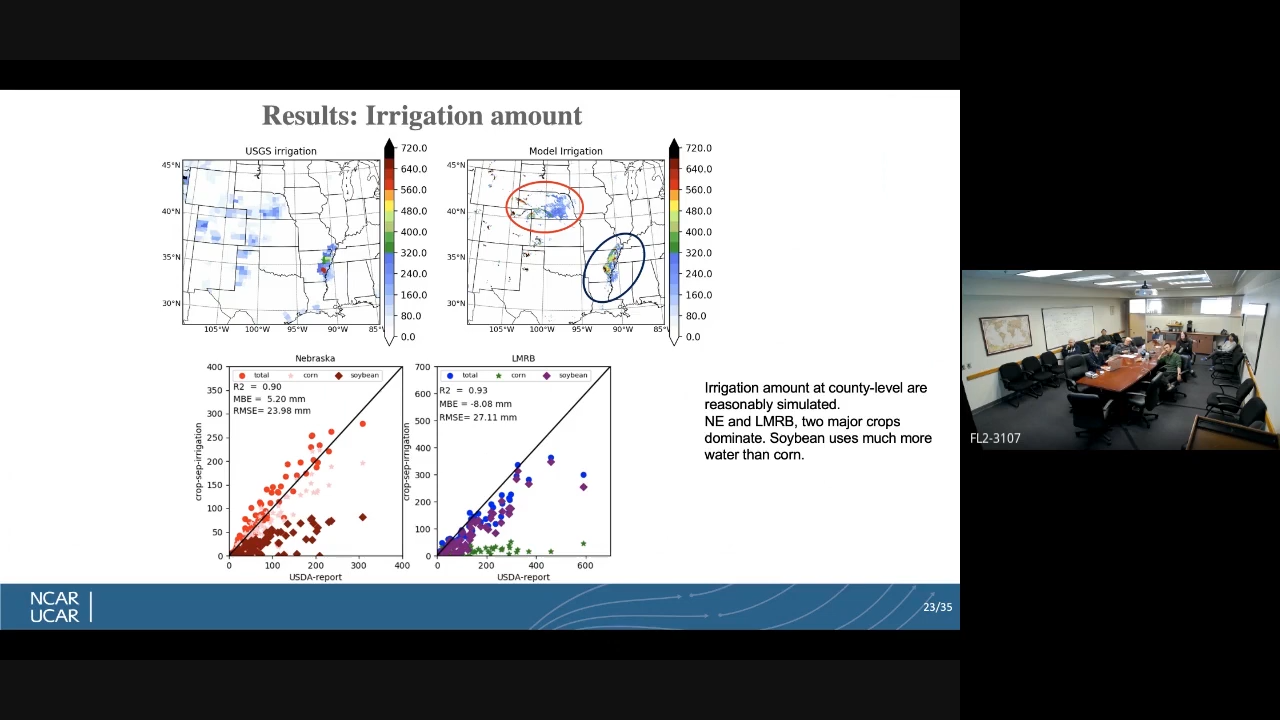 Results: Irrigation amount
USGS irrigation
45°N
40°N
35°N
30°N
105°W 100°W 95°W 90°W 85°
720.0
640.0
560.0
480.0
400.0
320.0
240.0
160.0
80.0
0.0
Model Irrigation
45°N
40°N
35°N
30°N
105°W 100°W 95°W 90°W 85°
720.0
640.0
560.0
480.0
400.0
320.0
240.0
160.0
80.0
0.0
Nebraska
total corn soybean
R2 = 0.90
MBE = 5.20 mm
RMSE= 23.98 mm
crop-sep-irrigation
400
350
300
250
200
150
100
50
0
0 100 200 300 400
USDA-report
LMRB
total corn soybean
R2 = 0.93
MBE = -8.08 mm
RMSE= 27.11 mm
crop-sep-irrigation
700
600
500
400
300
200
100
0
0 200 400 600
USDA-report
Irrigation amount at county-level are
reasonably simulated.
NE and LMRB, two major crops
dominate. Soybean uses much more
water than corn.
NCAR
UCAR
23/35
FL2-3107